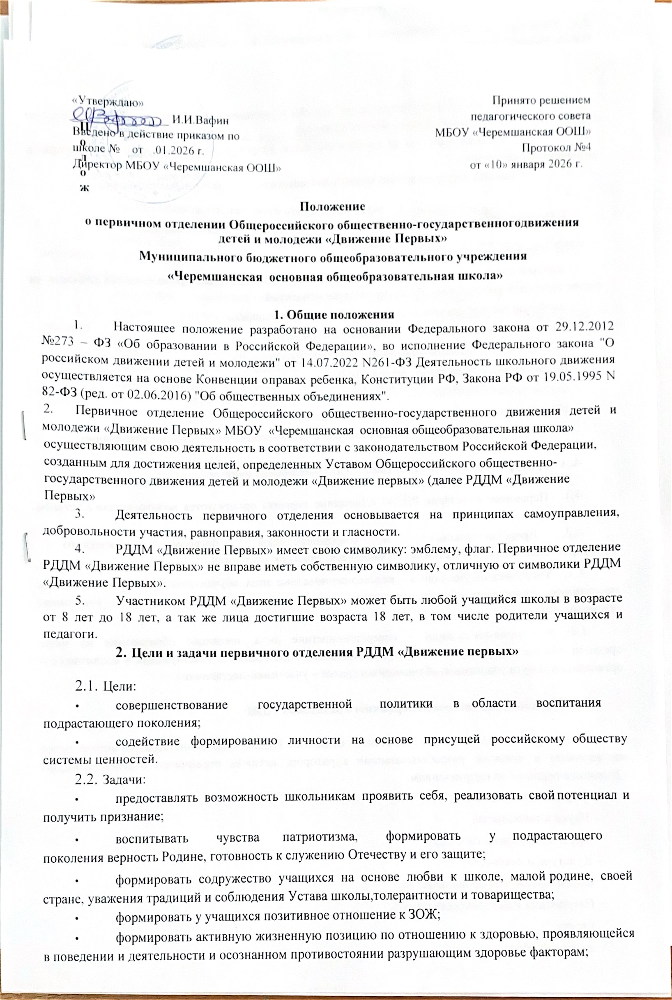 «Утверждаю»
И.И.Вафин
Введено в действие приказом по
школе № от .01.2026 г.
Директор МБОУ «Черемшанская ООШ»
П
о
л
о
ж
Принято решением
педагогического совета
МБОУ «Черемшанская ООШ»
Протокол №4
от «10» января 2026 г.
Положение
о первичном отделении Общероссийского общественно-государственногодвижения
детей и молодежи «Движение Первых»
Муниципального бюджетного общеобразовательного учреждения
«Черемшанская основная общеобразовательная школа»
1. Общие положения
1. Настоящее положение разработано на основании Федерального закона от 29.12.2012
№273 – ФЗ «Об образовании в Российской Федерации», во исполнение Федерального закона "О
российском движении детей и молодежи" от 14.07.2022 N261-ФЗ Деятельность школьного движения
осуществляется на основе Конвенции оправах ребенка, Конституции РФ, Закона РФ от 19.05.1995 N
82-ФЗ (ред. от 02.06.2016) "Об общественных объединениях".
2. Первичное отделение Общероссийского общественно-государственного движения детей и
молодежи «Движение Первых» МБОУ «Черемшанская основная общеобразовательная школа»
осуществляющим свою деятельность в соответствии с законодательством Российской Федерации,
созданным для достижения целей, определенных Уставом Общероссийского общественно-
государственного движения детей и молодежи «Движение первых» (далее РДДМ «Движение
Первых»
3. Деятельность первичного отделения основывается на принципах самоуправления,
добровольности участия, равноправия, законности и гласности.
4. РДДМ «Движение Первых» имеет свою символику: эмблему, флаг. Первичное отделение
РДДМ «Движение Первых» не вправе иметь собственную символику, отличную от символики РДДМ
«Движение Первых».
5. Участником РДДМ «Движение Первых» может быть любой учащийся школы в возрасте
от 8 лет до 18 лет, а так же лица достигшие возраста 18 лет, в том числе родители учащихся и
педагоги.
2. Цели и задачи первичного отделения РДДМ «Движение первых»
2.1. Цели:
• совершенствование государственной политики в области воспитания
подрастающего поколения;
• содействие формированию личности на основе присущей российскому обществу
системы ценностей.
2.2. Задачи:
• предоставлять возможность школьникам проявить себя, реализовать свой потенциал и
получить признание;
• воспитывать чувства патриотизма, формировать у подрастающего
поколения верность Родине, готовность к служению Отечеству и его защите;
• формировать содружество учащихся на основе любви к школе, малой родине, своей
стране, уважения традиций и соблюдения Устава школы,толерантности и товарищества;
• формировать у учащихся позитивное отношение к ЗОЖ;
• формировать активную жизненную позицию по отношению к здоровью, проявляющейся
в поведении и деятельности и осознанном противостоянии разрушающим здоровье факторам;